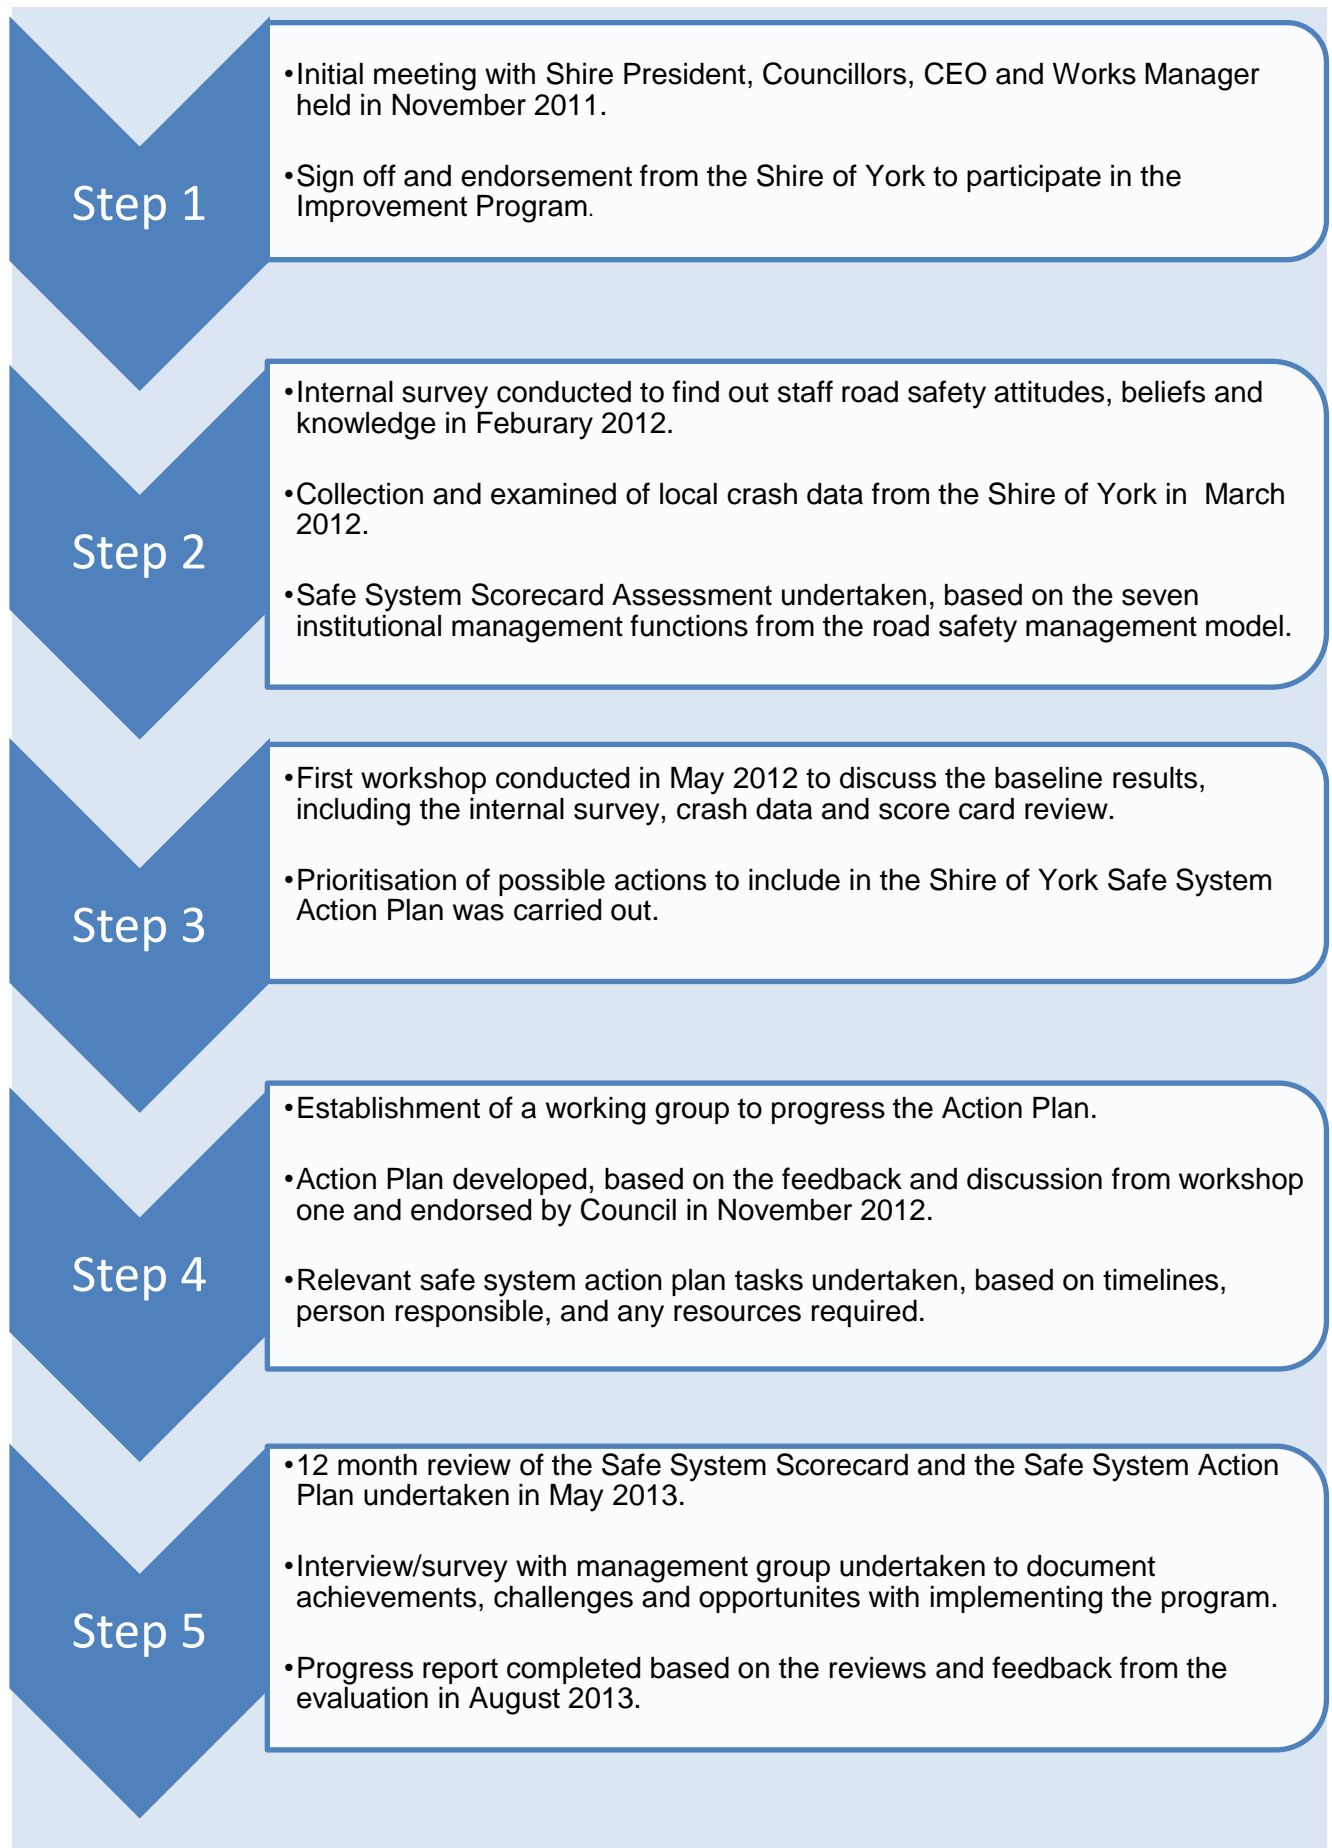 Step 1
•Initial meeting with Shire President, Councillors, CEO and Works Manager
held in November 2011.
•Sign off and endorsement from the Shire of York to participate in the
Improvement Program.
Step 2
•Internal survey conducted to find out staff road safety attitudes, beliefs and
knowledge in Feburary 2012.
•Collection and examined of local crash data from the Shire of York in  March
2012.
•Safe System Scorecard Assessment undertaken, based on the seven
institutional management functions from the road safety management model.
Step 3
•First workshop conducted in May 2012 to discuss the baseline results,
including the internal survey, crash data and score card review.
•Prioritisation of possible actions to include in the Shire of York Safe System
Action Plan was carried out.
Step 4
•Establishment of a working group to progress the Action Plan.
•Action Plan developed, based on the feedback and discussion from workshop
one and endorsed by Council in November 2012.
•Relevant safe system action plan tasks undertaken, based on timelines,
person responsible, and any resources required.
Step 5
•12 month review of the Safe System Scorecard and the Safe System Action
Plan undertaken in May 2013.
•Interview/survey with management group undertaken to document
achievements, challenges and opportunites with implementing the program.
•Progress report completed based on the reviews and feedback from the
evaluation in August 2013.